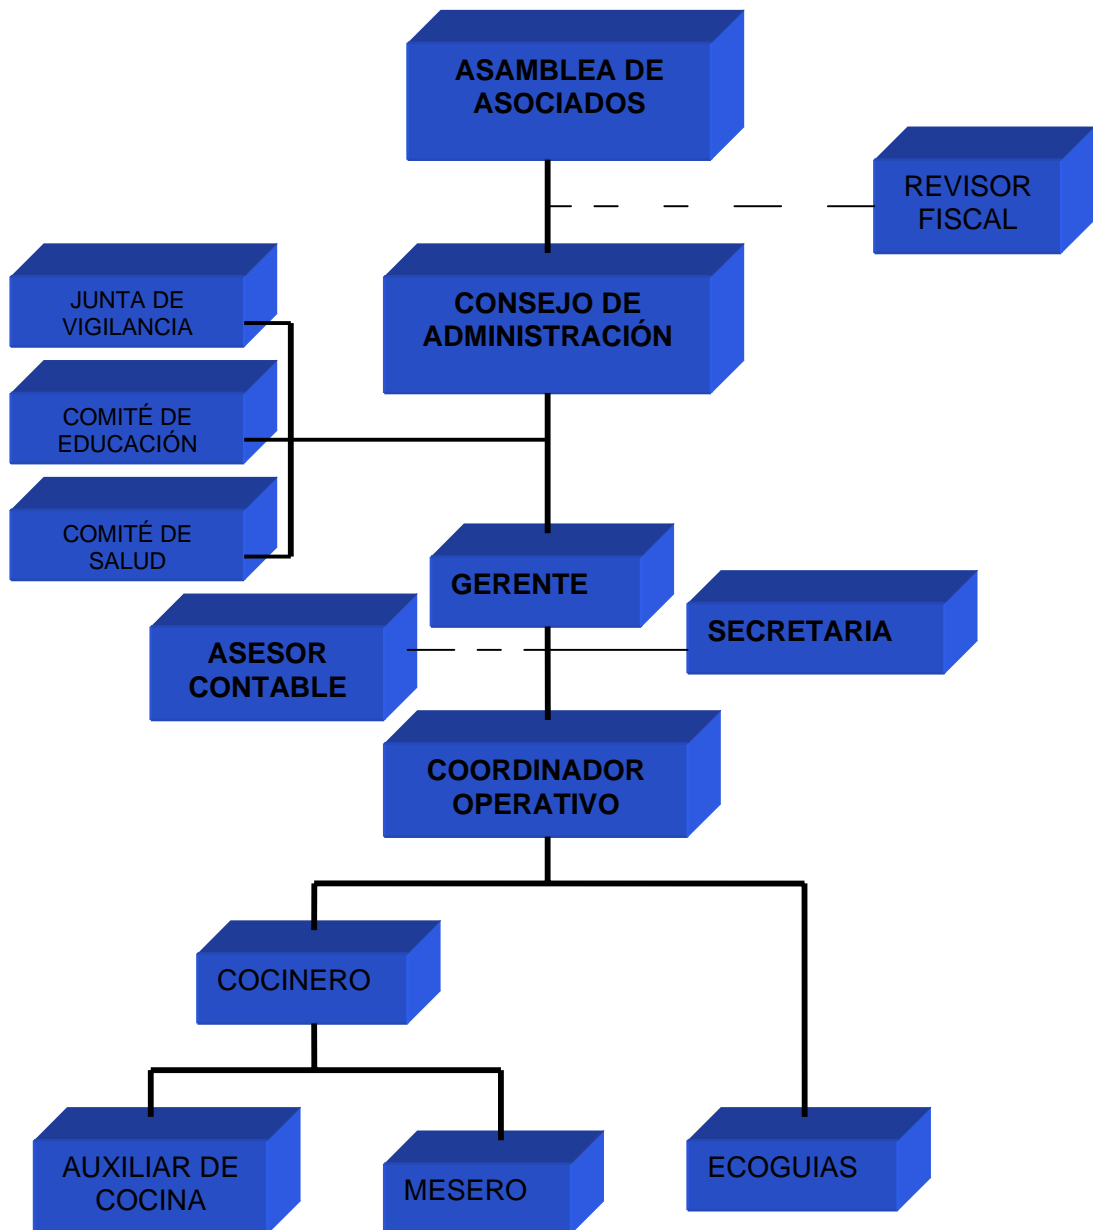 ASAMBLEA DE
ASOCIADOS
REVISOR
FISCAL
JUNTA DE
VIGILANCIA
CONSEJO DE
ADMINISTRACIÓN
COMITÉ DE
EDUCACIÓN
COMITÉ DE
SALUD
GERENTE
SECRETARIA
ASESOR
CONTABLE
COORDINADOR
OPERATIVO
COCINERO
AUXILIAR DE
COCINA
MESERO
ECOGUIAS